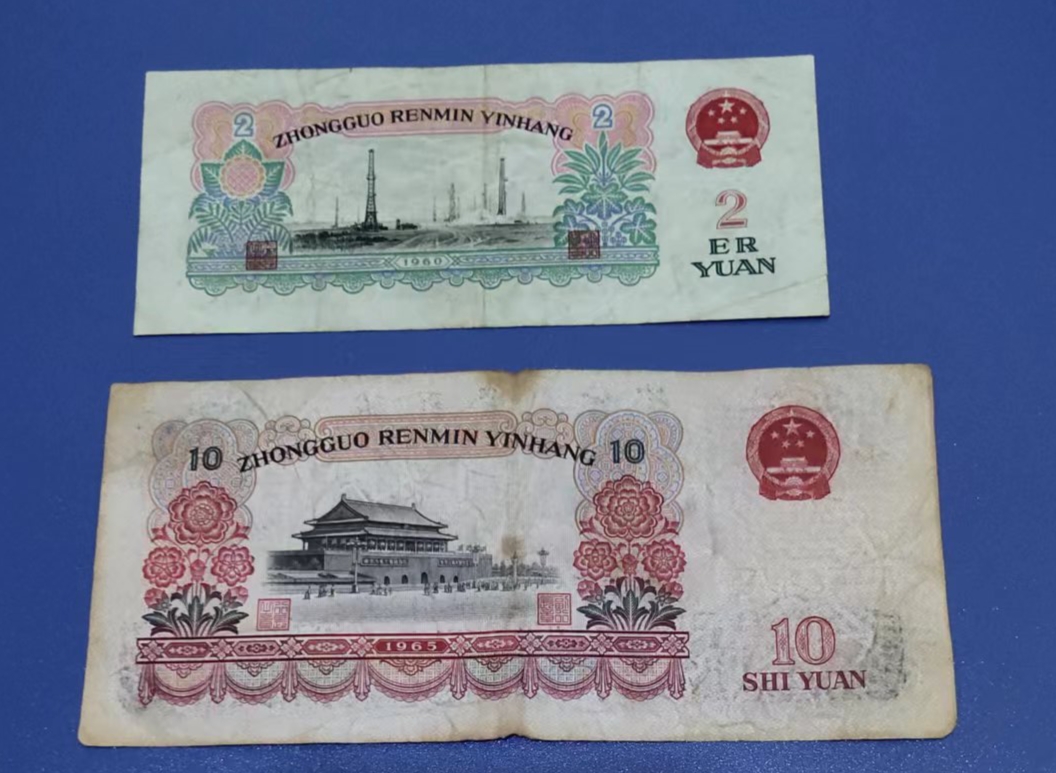 2
ZHONGGUO RENMIN YINHANG
2
1960
2
ER
YUAN
10
ZHONGGUO RENMIN YINHANG
10
1965
10
SHI YUAN